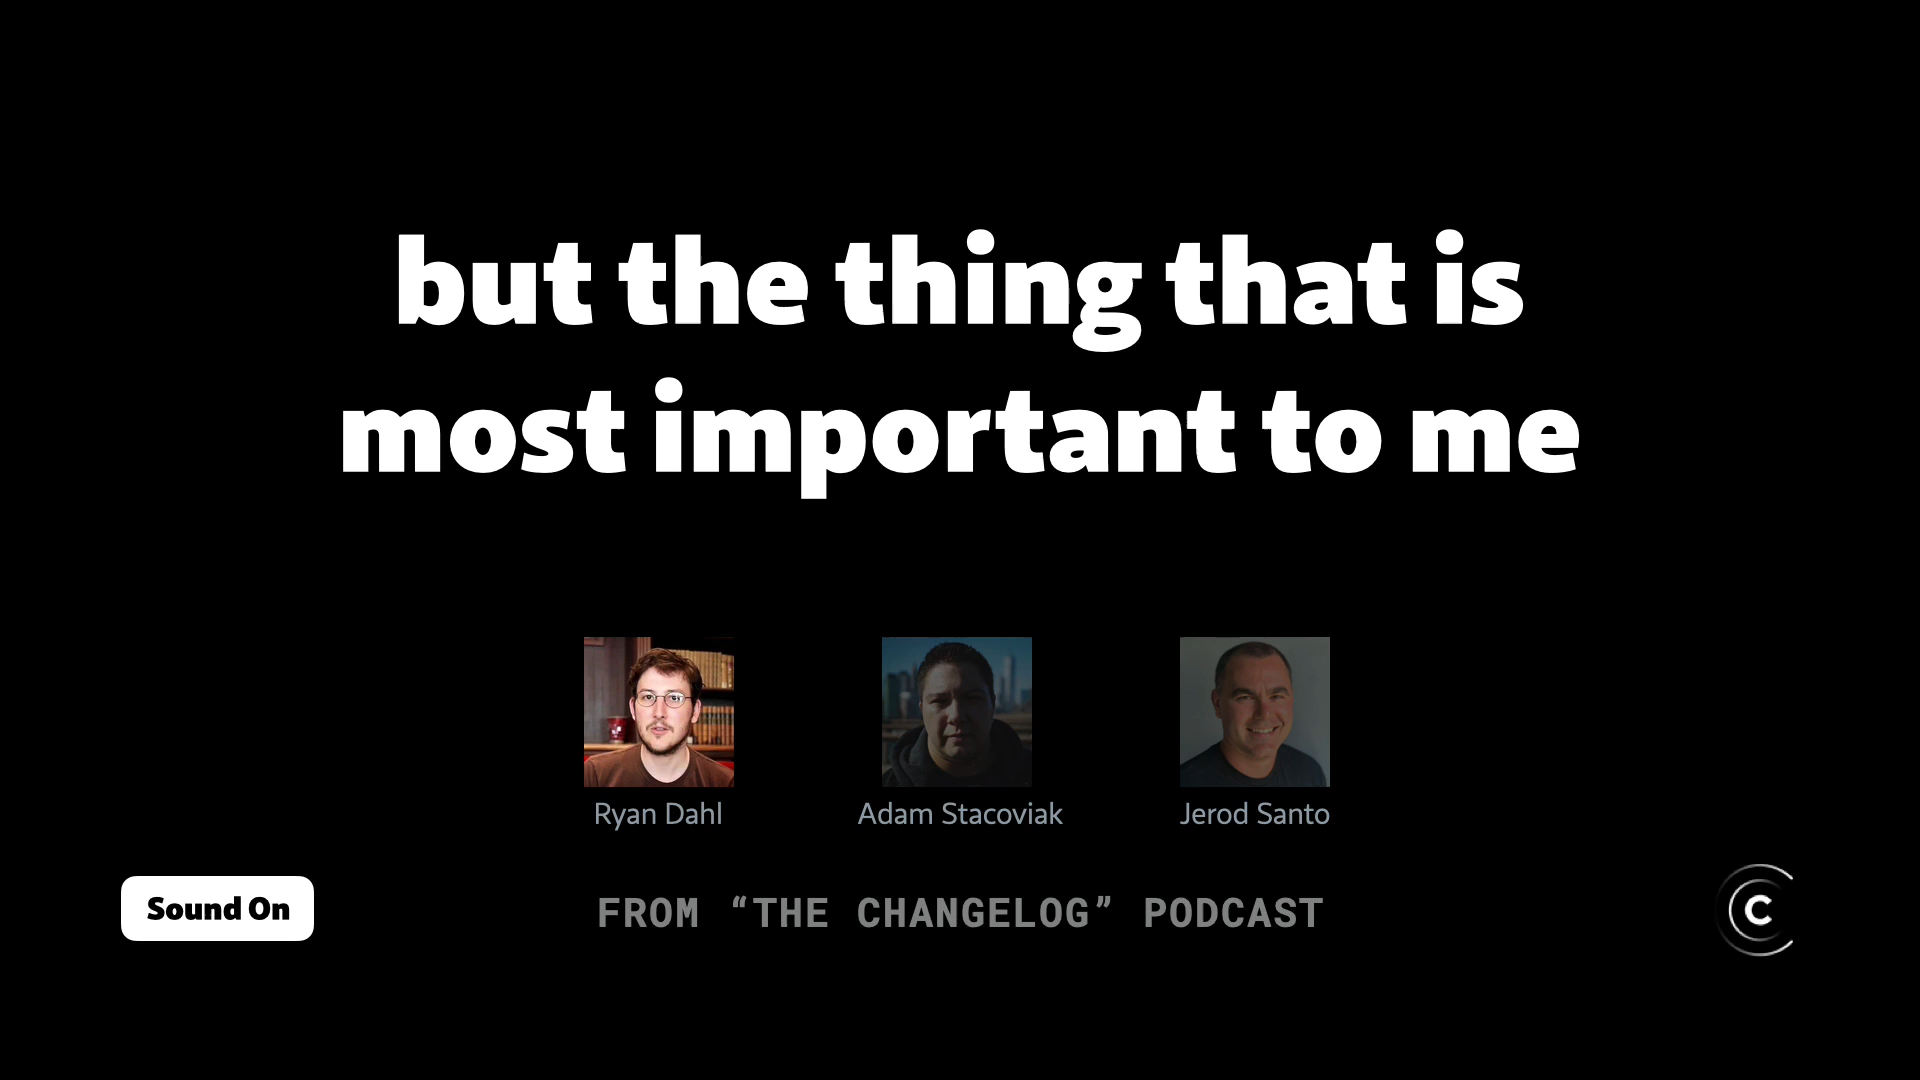 but the thing that is
most important to me
Ryan Dahl
Adam Stacoviak
Jerod Santo
Sound On
FROM “THE CHANGELOG” PODCAST
C